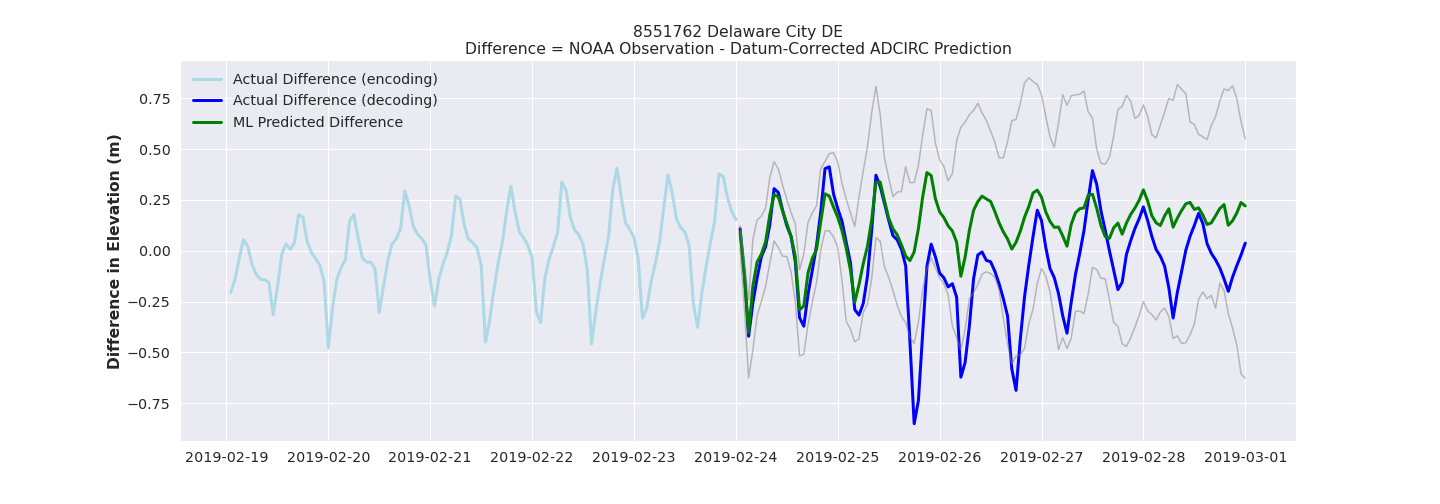 8551762 Delaware City DE
Difference = NOAA Observation - Datum-Corrected ADCIRC Prediction
Actual Difference (encoding)
Actual Difference (decoding)
ML Predicted Difference
Difference in Elevation (m)
0.75
0.50
0.25
0.00
−0.25
−0.50
−0.75
2019-02-19 2019-02-20 2019-02-21 2019-02-22 2019-02-23 2019-02-24 2019-02-25 2019-02-26 2019-02-27 2019-02-28 2019-03-01